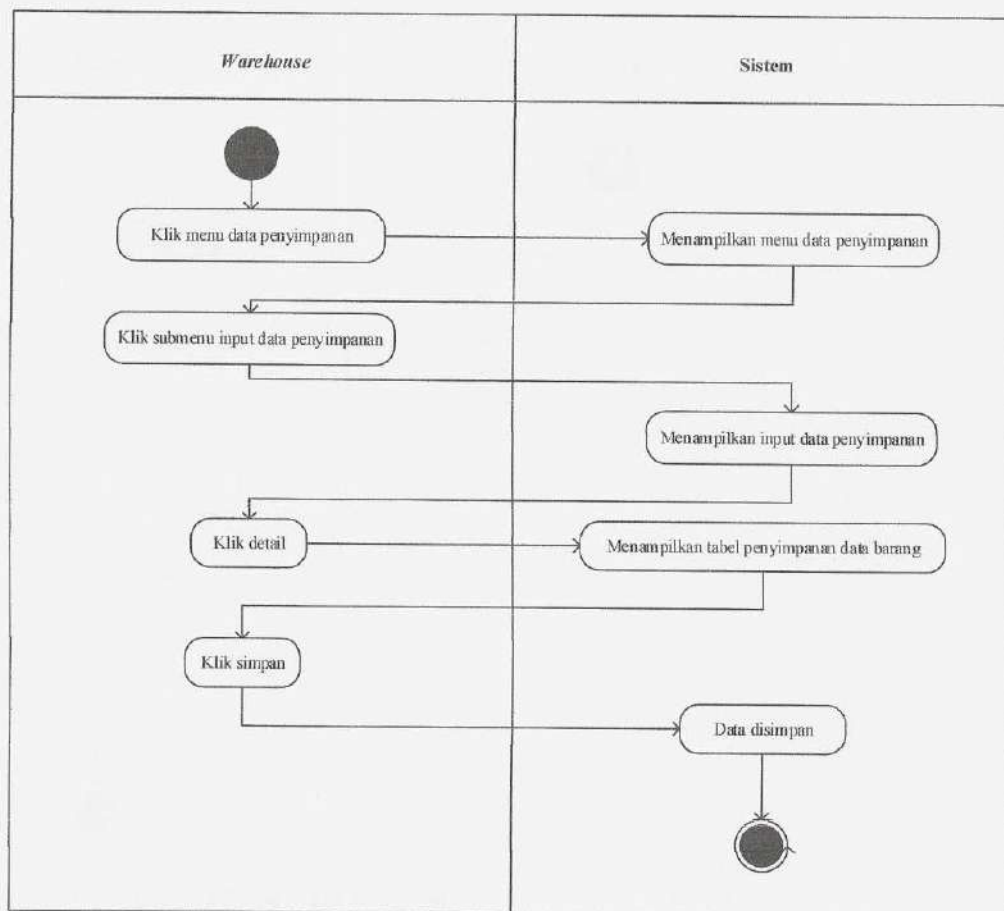 Warehouse
Sistem
Klik menu data penyimpanan
Menampilkan menu data penyimpanan
Klik submenu input data penyimpanan
Menampilkan input data penyimpanan
Klik detail
Menampilkan tabel penyimpanan data barang
Klik simpan
Data disimpan